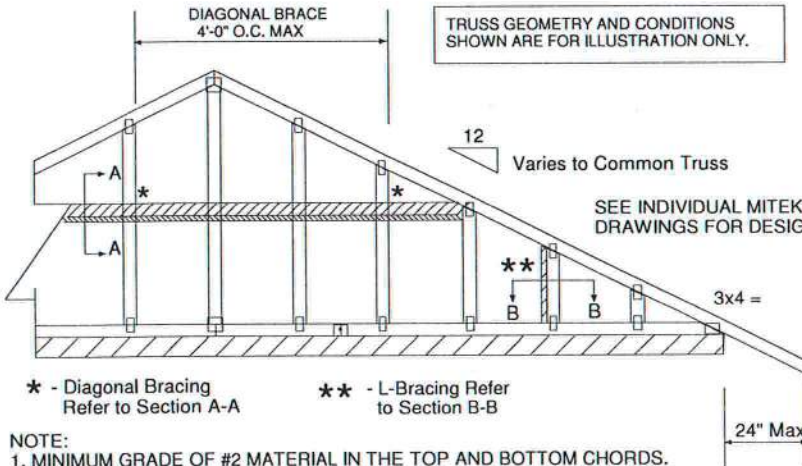 DIAGONAL BRACE
4'-0" O.C. MAX
TRUSS GEOMETRY AND CONDITIONS
SHOWN ARE FOR ILLUSTRATION ONLY.
12
Varies to Common Truss
A
*
*
SEE INDIVIDUAL MITEK
DRAWINGS FOR DESIG
A
**
B
B
3x4 =
* - Diagonal Bracing
Refer to Section A-A
** - L-Bracing Refer
to Section B-B
24" Max
NOTE:
1. MINIMUM GRADE OF #2 MATERIAL IN THE TOP AND BOTTOM CHORDS.